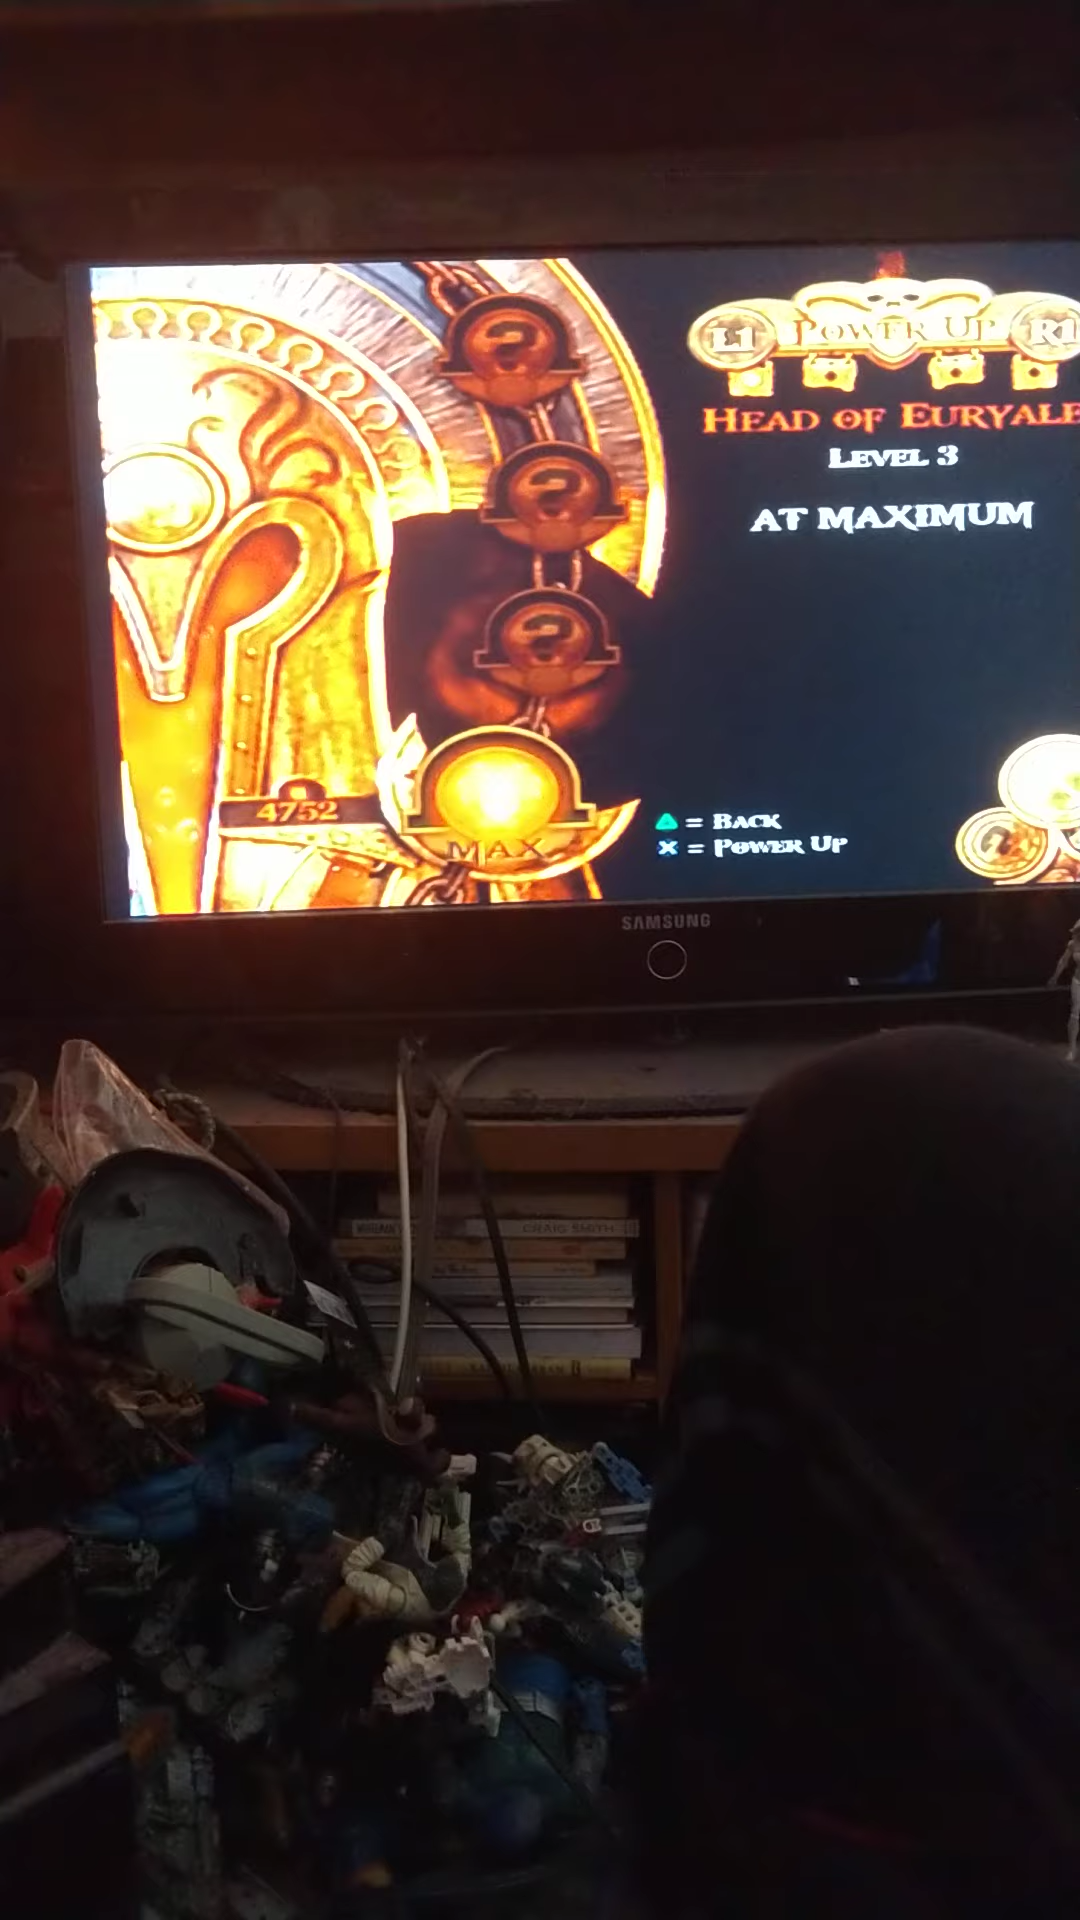 L1 POWER UP R1
HEAD OF EURYALE
LEVEL 3
AT MAXIMUM
4752
MAX
△ = BACK
X = POWER UP
SAMSUNG
CRAIG SMITH